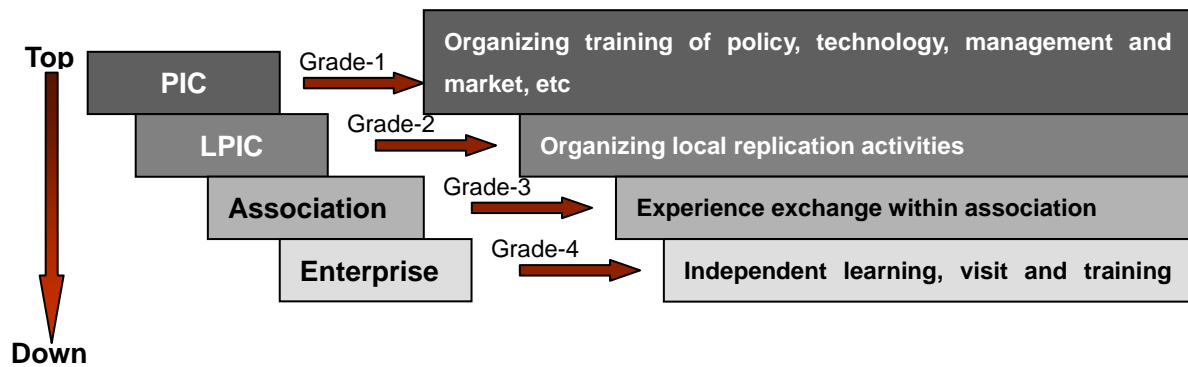 Top
PIC
Grade-1
Organizing training of policy, technology, management and
market, etc
LPIC
Grade-2
Organizing local replication activities
Association
Grade-3
Experience exchange within association
Enterprise
Grade-4
Independent learning, visit and training
Down